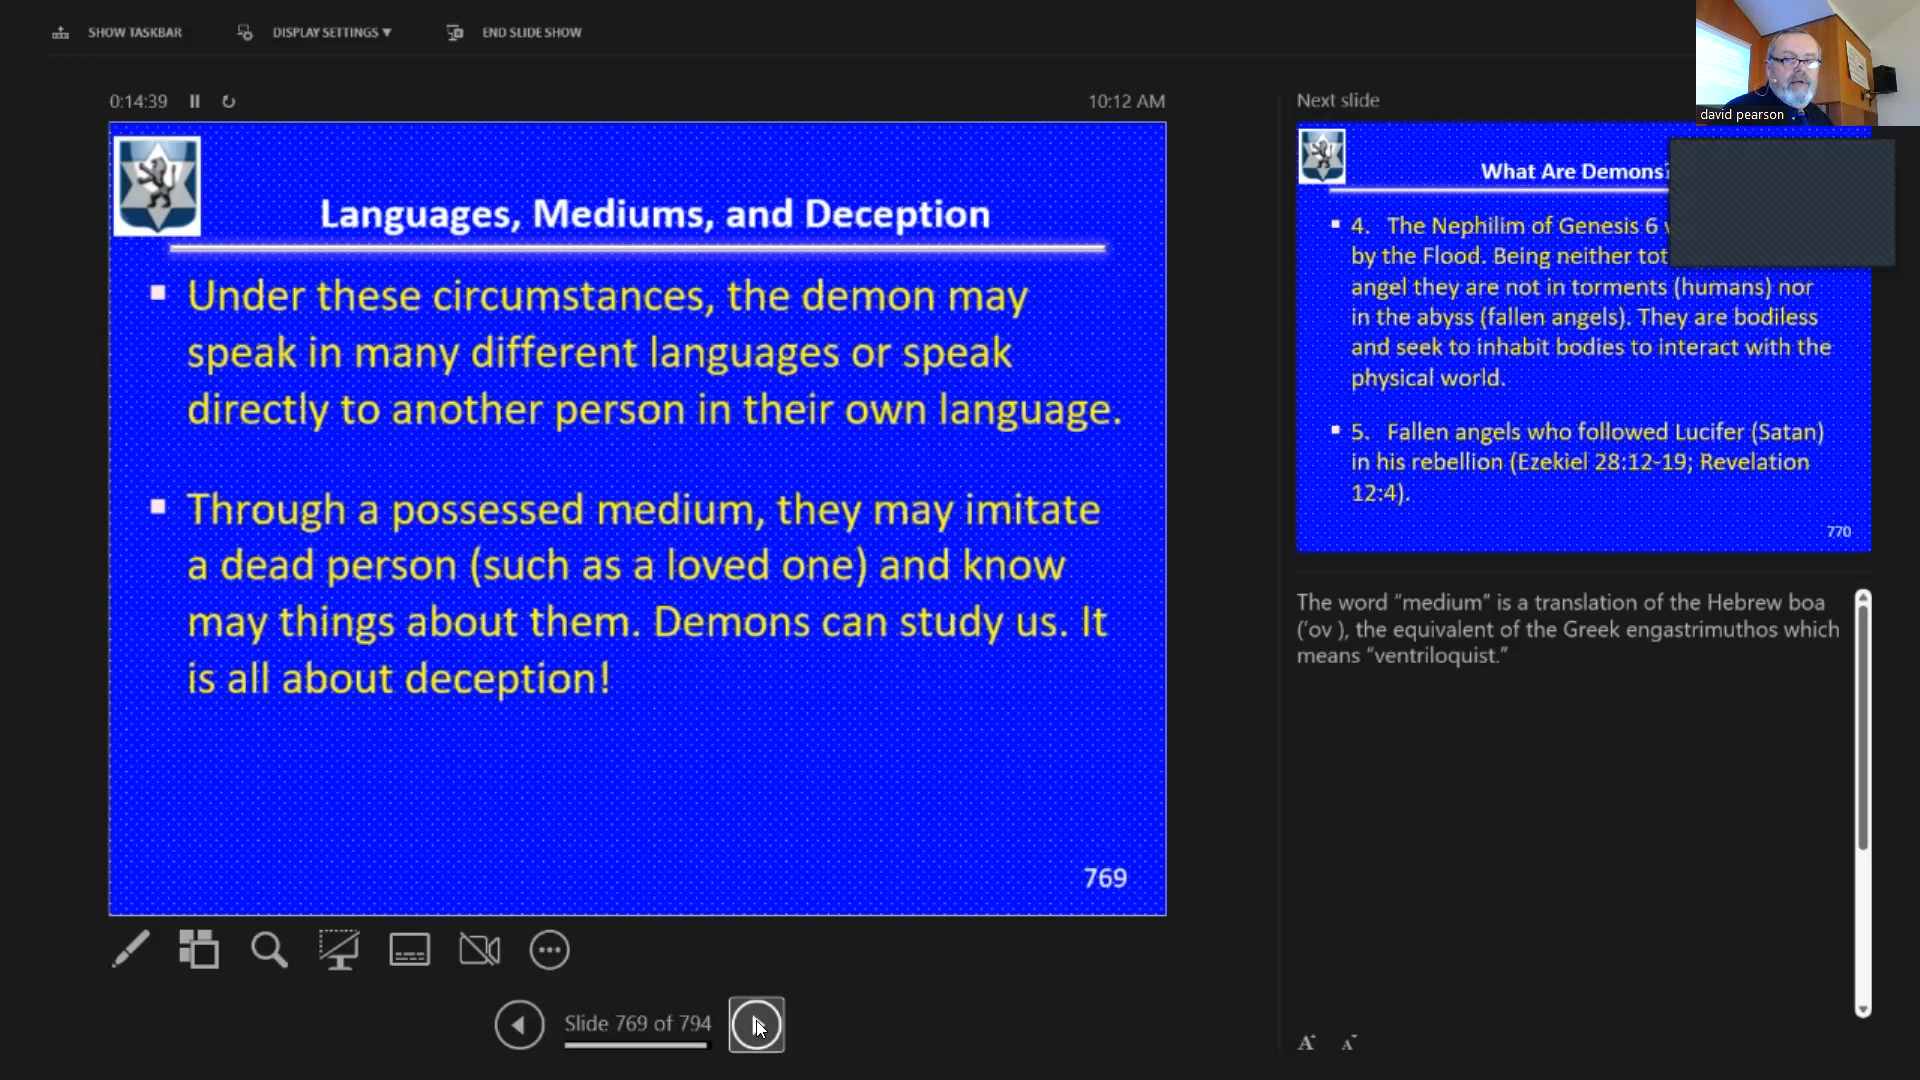 SHOW TASKBAR
DISPLAY SETTINGS ▼
END SLIDE SHOW
0:14:39
10:12 AM
Languages, Mediums, and Deception
Under these circumstances, the demon may
speak in many different languages or speak
directly to another person in their own language.
Through a possessed medium, they may imitate
a dead person (such as a loved one) and know
may things about them. Demons can study us. It
is all about deception!
769
Slide 769 of 794
Next slide
david pearson
What Are Demons
4. The Nephilim of Genesis 6
by the Flood. Being neither
angel they are not in torments (humans) nor
in the abyss (fallen angels). They are bodiless
and seek to inhabit bodies to interact with the
physical world.
5. Fallen angels who followed Lucifer (Satan)
in his rebellion (Ezekiel 28:12-19; Revelation
12:4).
770
The word “medium” is a translation of the Hebrew boa
(’ov ), the equivalent of the Greek engastrimuthos which
means “ventriloquist.”
A A